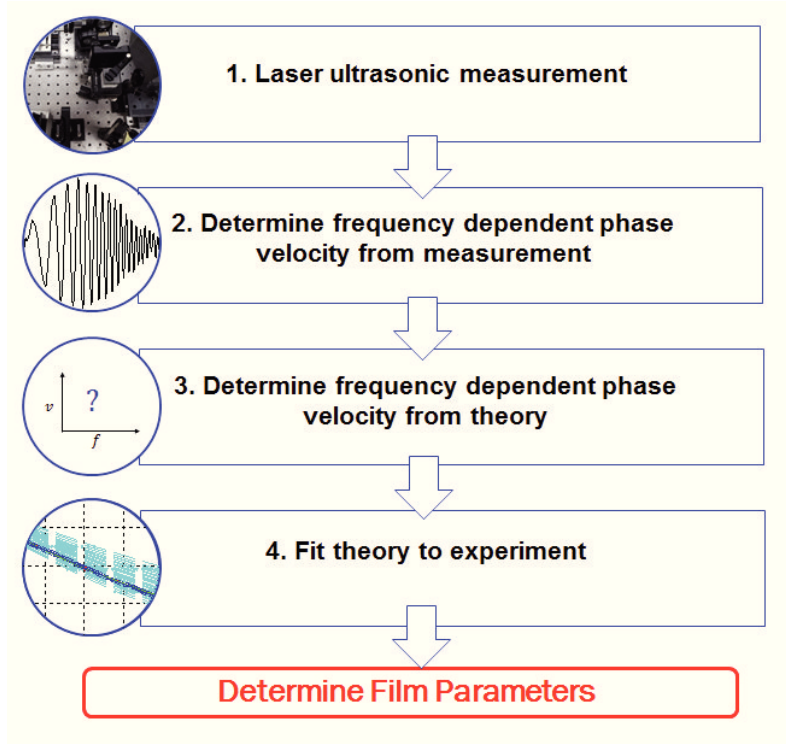 1. Laser ultrasonic measurement
2. Determine frequency dependent phase
velocity from measurement
3. Determine frequency dependent phase
velocity from theory
v
?
f
4. Fit theory to experiment
Determine Film Parameters